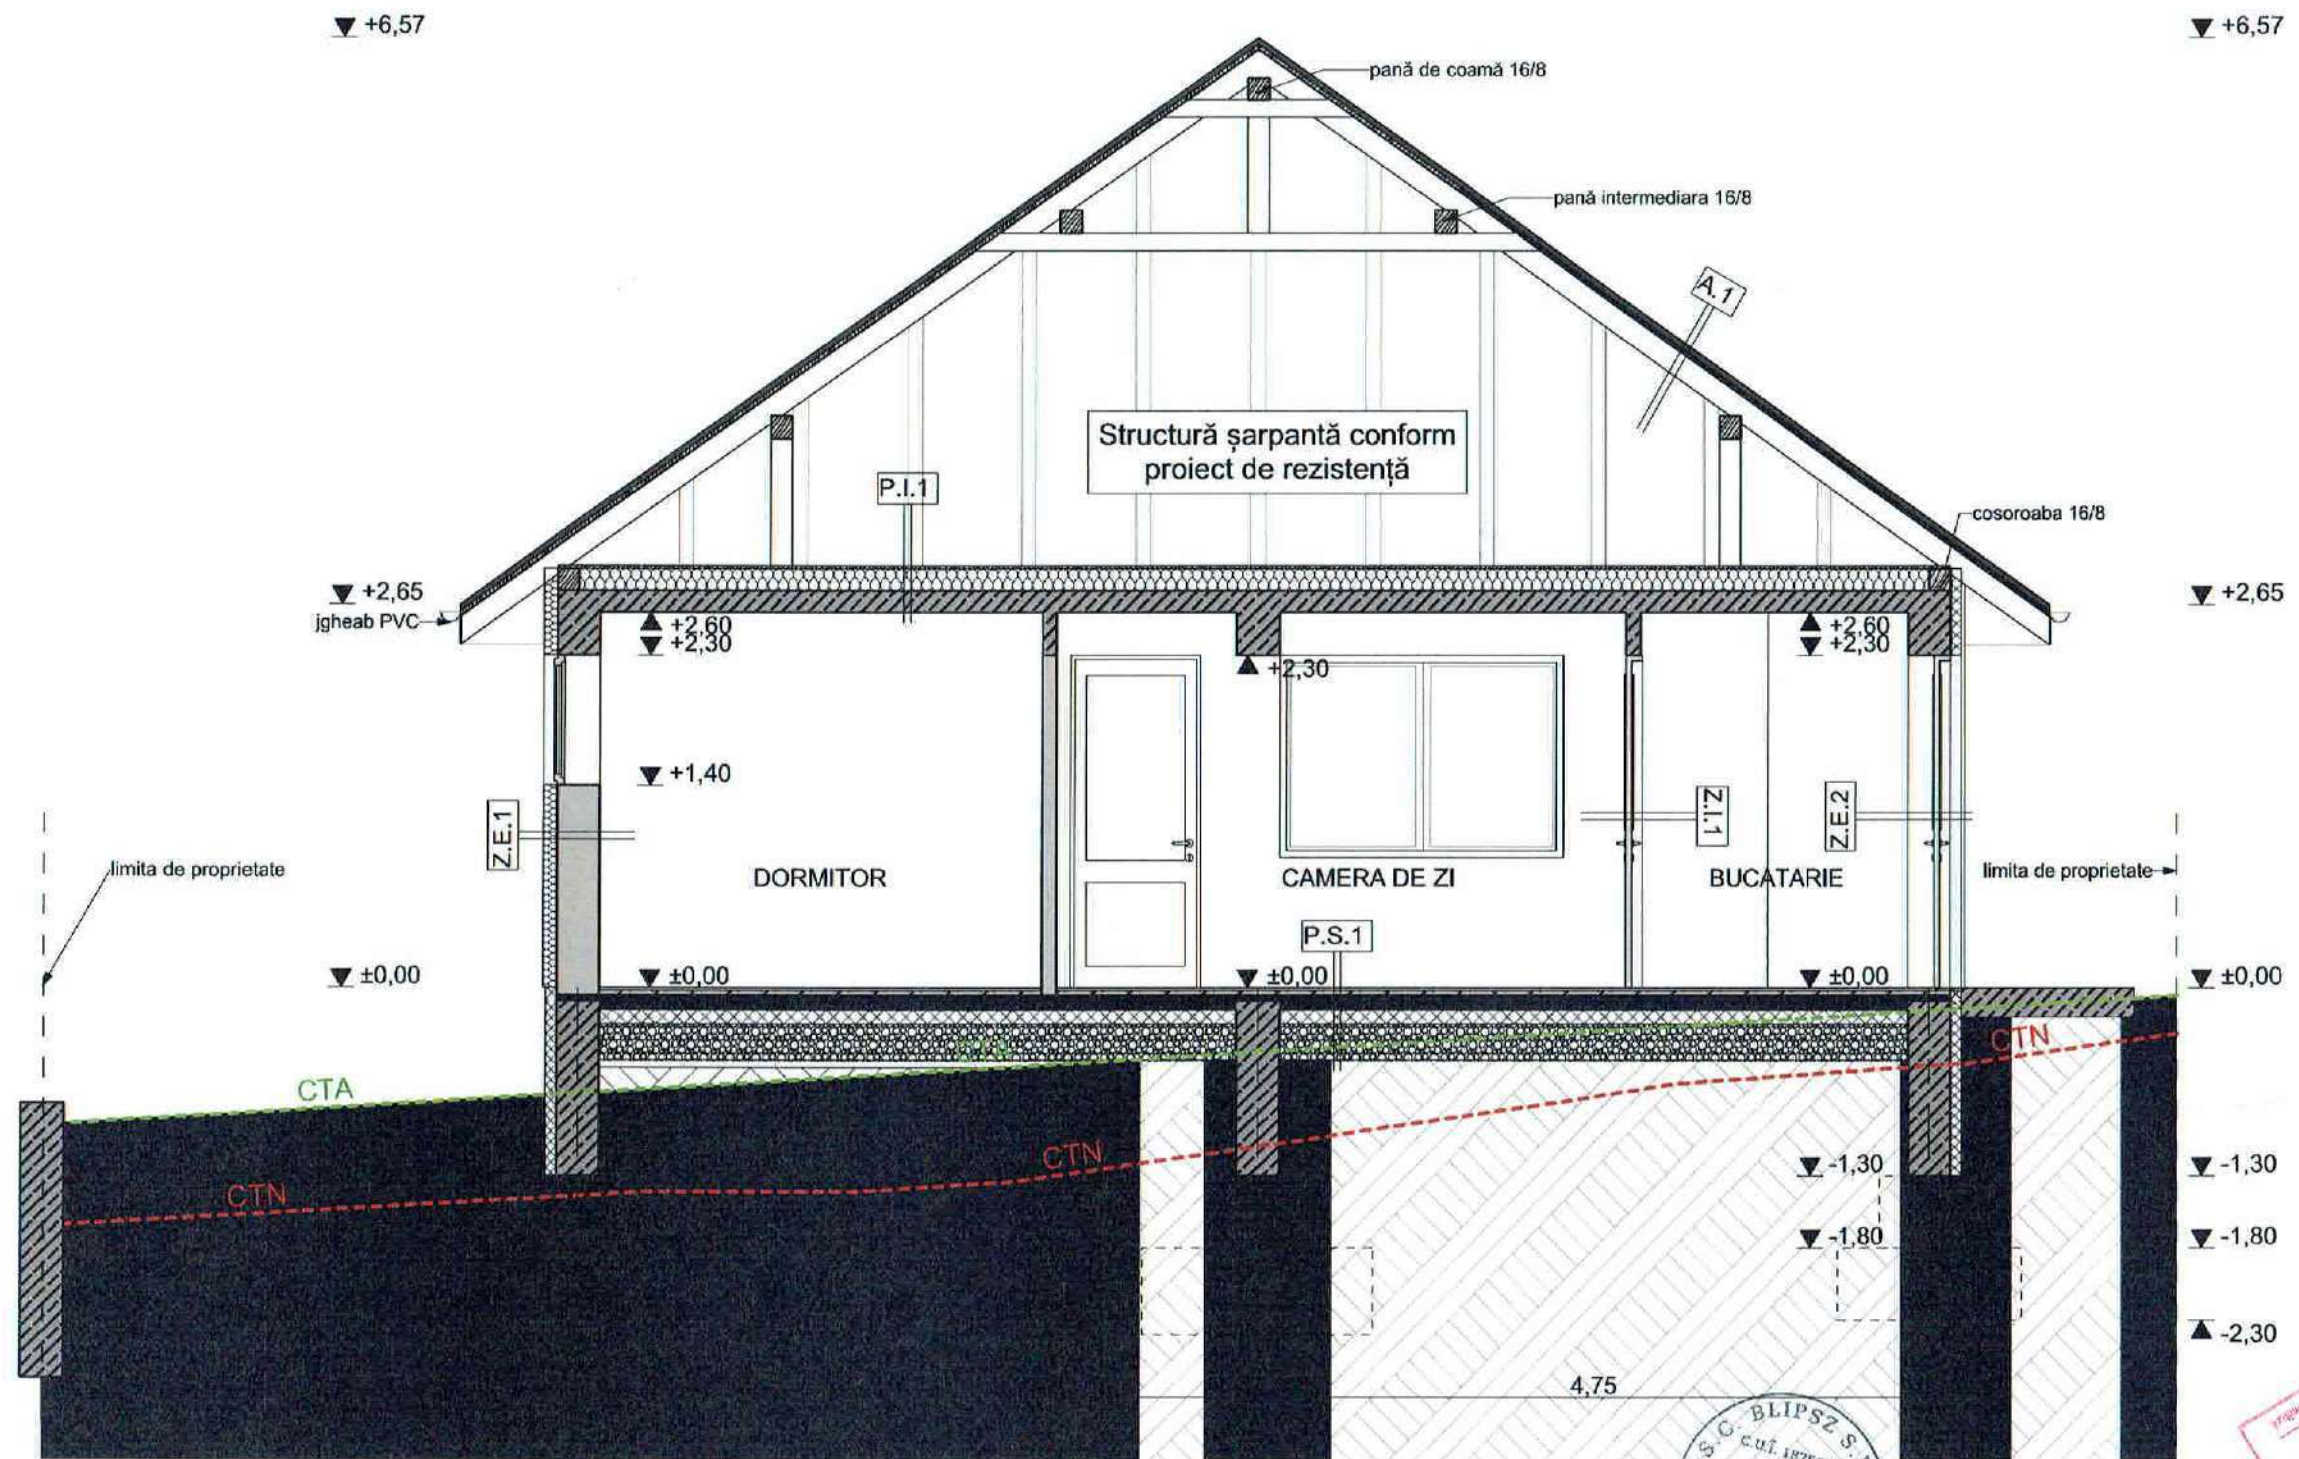 +6,57
+6,57
pană de coamă 16/8
pană intermediara 16/8
A.1
Structură șarpantă conform
proiect de rezistență
P.I.1
cosoroaba 16/8
+2,65
+2,65
jgheab PVC
+2,60
+2,30
+2,60
+2,30
+2,30
+1,40
Z.E.1
Z.I.1
Z.E.2
limita de proprietate
limita de proprietate
DORMITOR
CAMERA DE ZI
BUCATARIE
P.S.1
±0,00
±0,00
±0,00
±0,00
±0,00
CTA
CTA
CTN
CTN
CTN
-1,30
-1,30
-1,80
-1,80
-2,30
4,75
S.C. BLIPSZ S.
C.U.I.